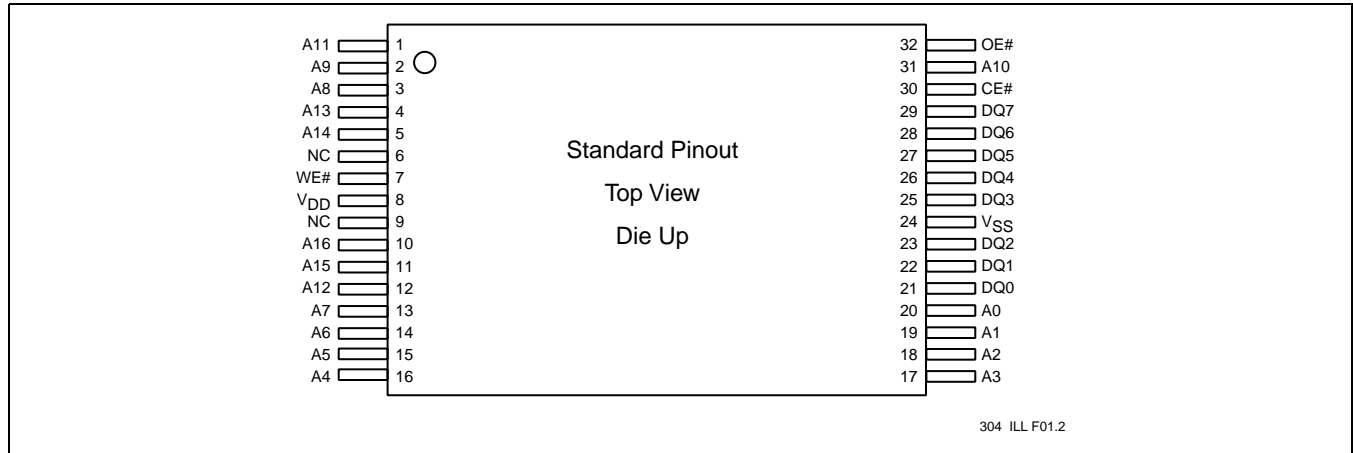 A11 1 32 OE#
A9 2 31 A10
A8 3 30 CE#
A13 4 29 DQ7
A14 5 28 DQ6
NC 6 27 DQ5
WE# 7 26 DQ4
VDD 8 25 DQ3
NC 9 24 VSS
A16 10 23 DQ2
A15 11 22 DQ1
A12 12 21 DQ0
A7 13 20 A0
A6 14 19 A1
A5 15 18 A2
A4 16 17 A3
Standard Pinout
Top View
Die Up
304 ILL F01.2